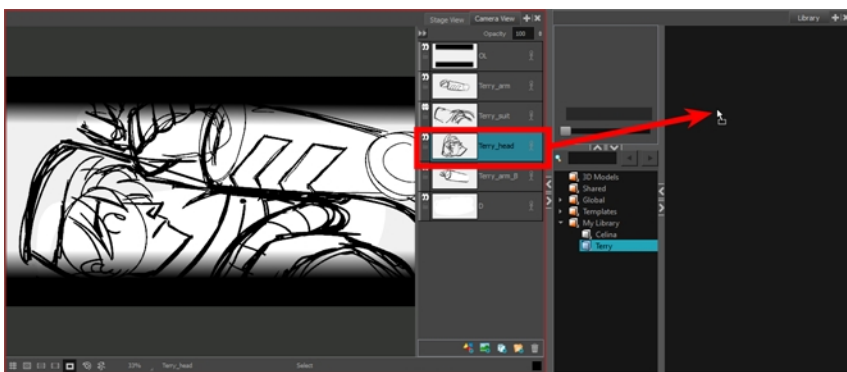 Stage View Camera View
Opacity 100
OL
Terry_arm
Terry_suit
Terry_head
Terry_arm_B
D
33% Terry_head Select
Library
3D Models
Shared
Global
Templates
My Library
Celina
Terry